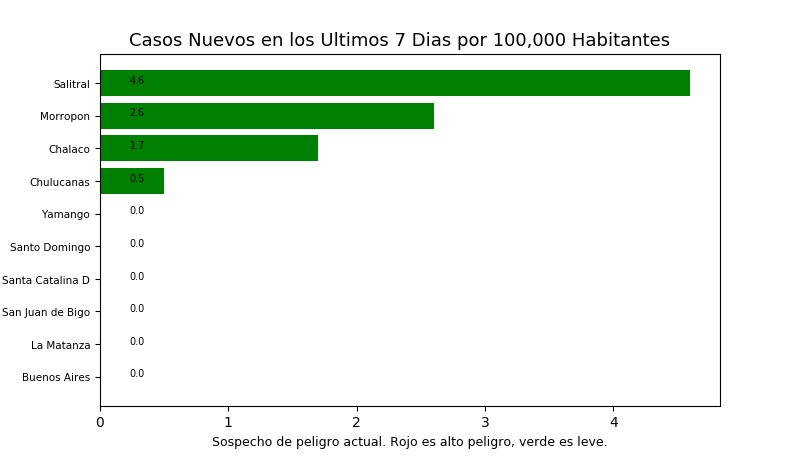 Casos Nuevos en los Ultimos 7 Dias por 100,000 Habitantes
Salitral 4.6
Morropon 2.6
Chalaco 1.7
Chulucanas 0.5
Yamango 0.0
Santo Domingo 0.0
Santa Catalina D 0.0
San Juan de Bigo 0.0
La Matanza 0.0
Buenos Aires 0.0
0 1 2 3 4
Sospecho de peligro actual. Rojo es alto peligro, verde es leve.